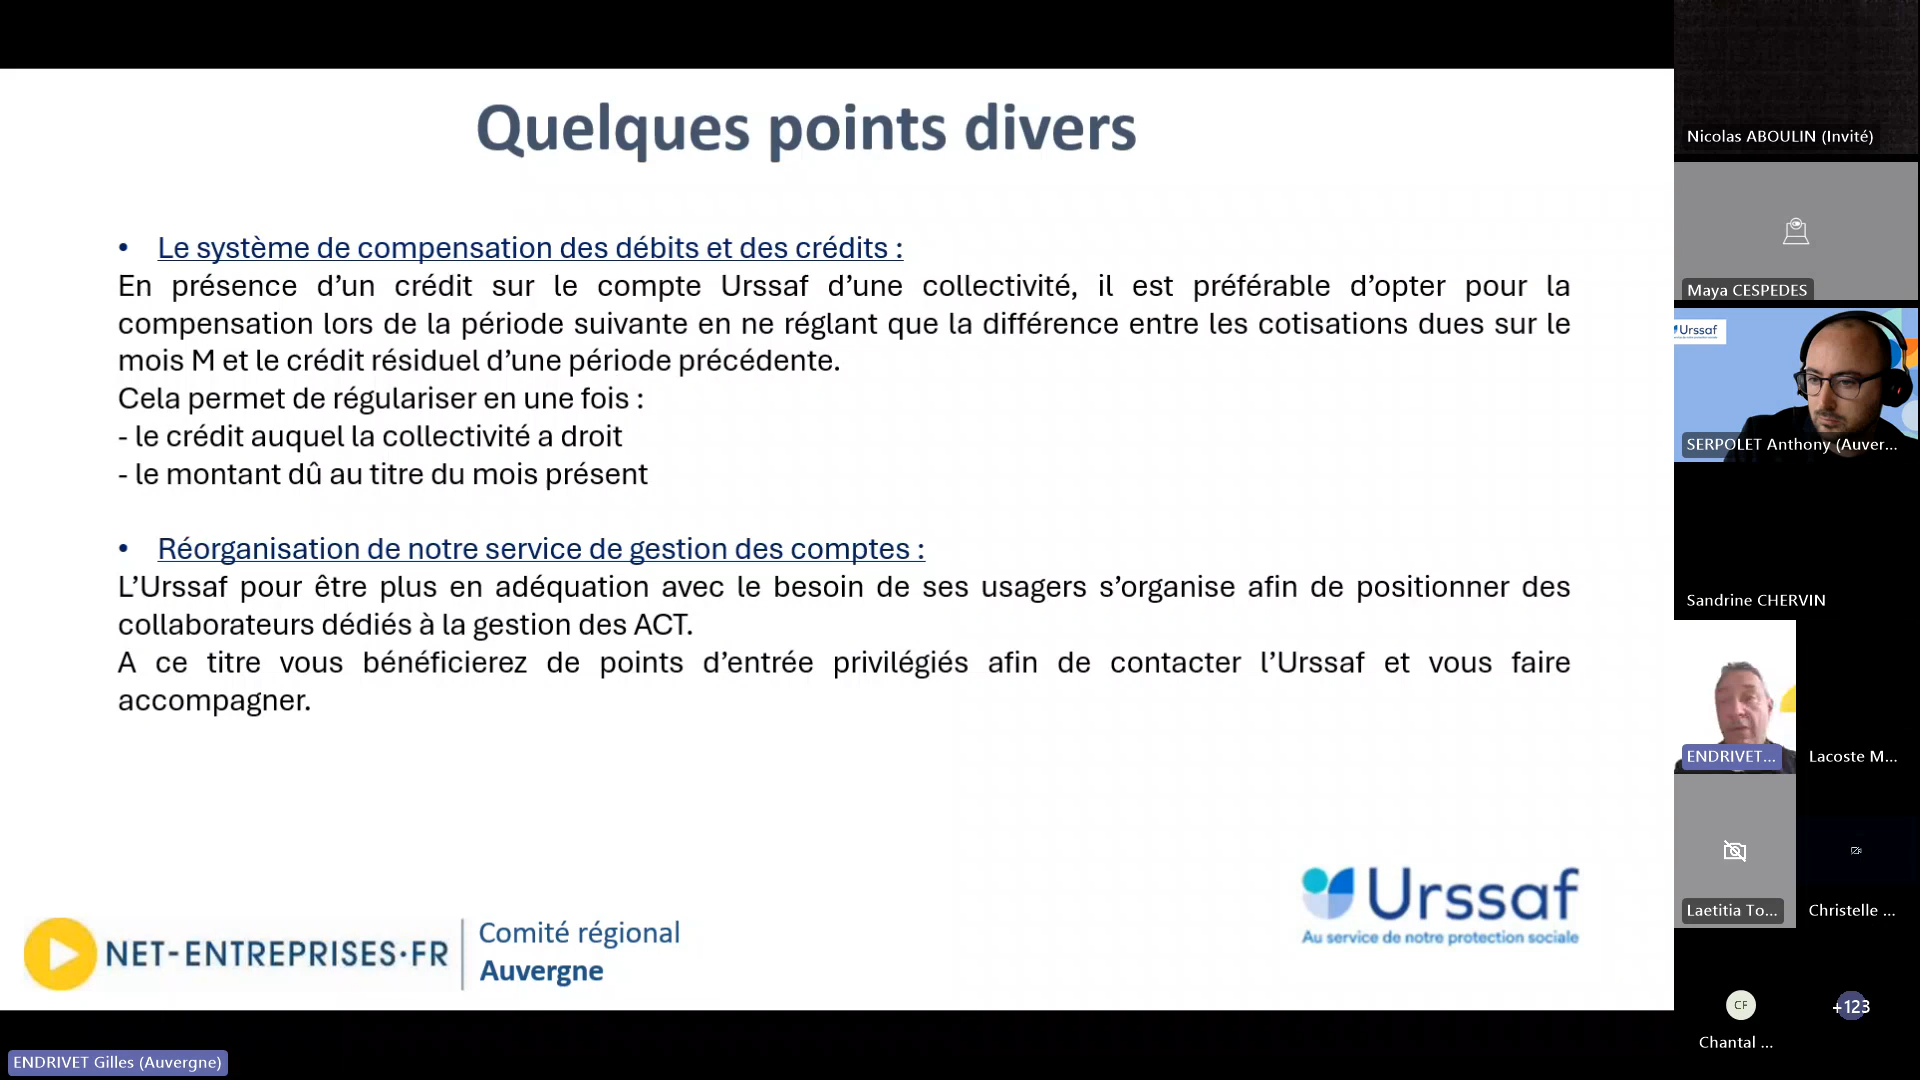 Quelques points divers
• Le système de compensation des débits et des crédits :
En présence d’un crédit sur le compte Urssaf d’une collectivité, il est préférable d’opter pour la
compensation lors de la période suivante en ne réglant que la différence entre les cotisations dues sur le
mois M et le crédit résiduel d’une période précédente.
Cela permet de régulariser en une fois :
- le crédit auquel la collectivité a droit
- le montant dû au titre du mois présent
• Réorganisation de notre service de gestion des comptes :
L’Urssaf pour être plus en adéquation avec le besoin de ses usagers s’organise afin de positionner des
collaborateurs dédiés à la gestion des ACT.
A ce titre vous bénéficierez de points d’entrée privilégiés afin de contacter l’Urssaf et vous faire
accompagner.
NET-ENTREPRISES·FR
Comité régional
Auvergne
Urssaf
Au service de notre protection sociale
ENDRIVET Gilles (Auvergne)
Nicolas ABOULIN (Invité)
Maya CESPEDES
Urssaf
SERPOLET Anthony (Auver...
Sandrine CHERVIN
ENDRIVET...
Lacoste M...
Laetitia To...
Christelle ...
CF
Chantal ...
+123